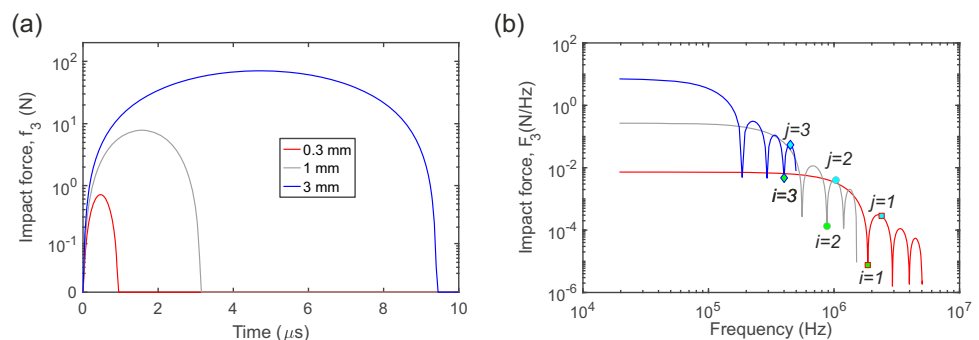 (a)
Impact force, f₃ (N)
10²
10¹
10⁰
10⁻¹
0
0 2 4 6 8 10
Time (μs)
0.3 mm
1 mm
3 mm
(b)
Impact force, F₃(N/Hz)
10²
10⁰
10⁻²
10⁻⁴
10⁻⁶
10⁴ 10⁵ 10⁶ 10⁷
Frequency (Hz)
j=3
j=2
i=3
j=1
i=2
i=1